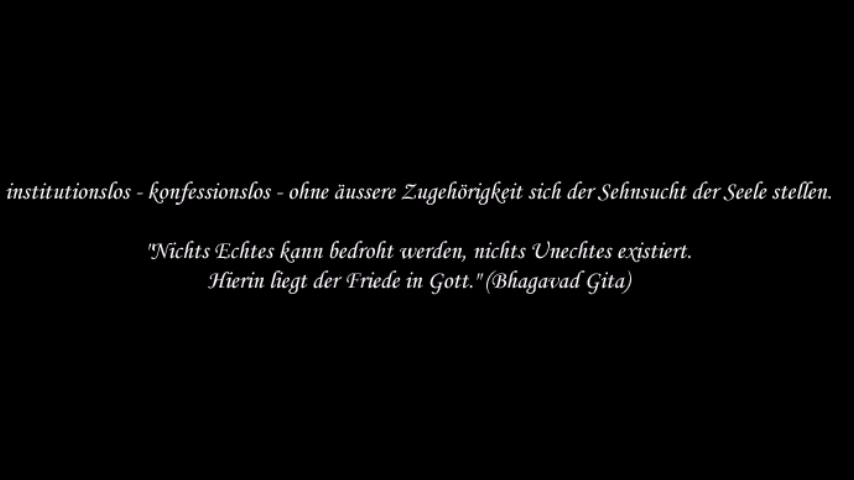 institutionslos - konfessionslos - ohne äussere Zugehörigkeit sich der Sehnsucht der Seele stellen.
"Nichts Echtes kann bedroht werden, nichts Unechtes existiert.
Hierin liegt der Friede in Gott." (Bhagavad Gita)